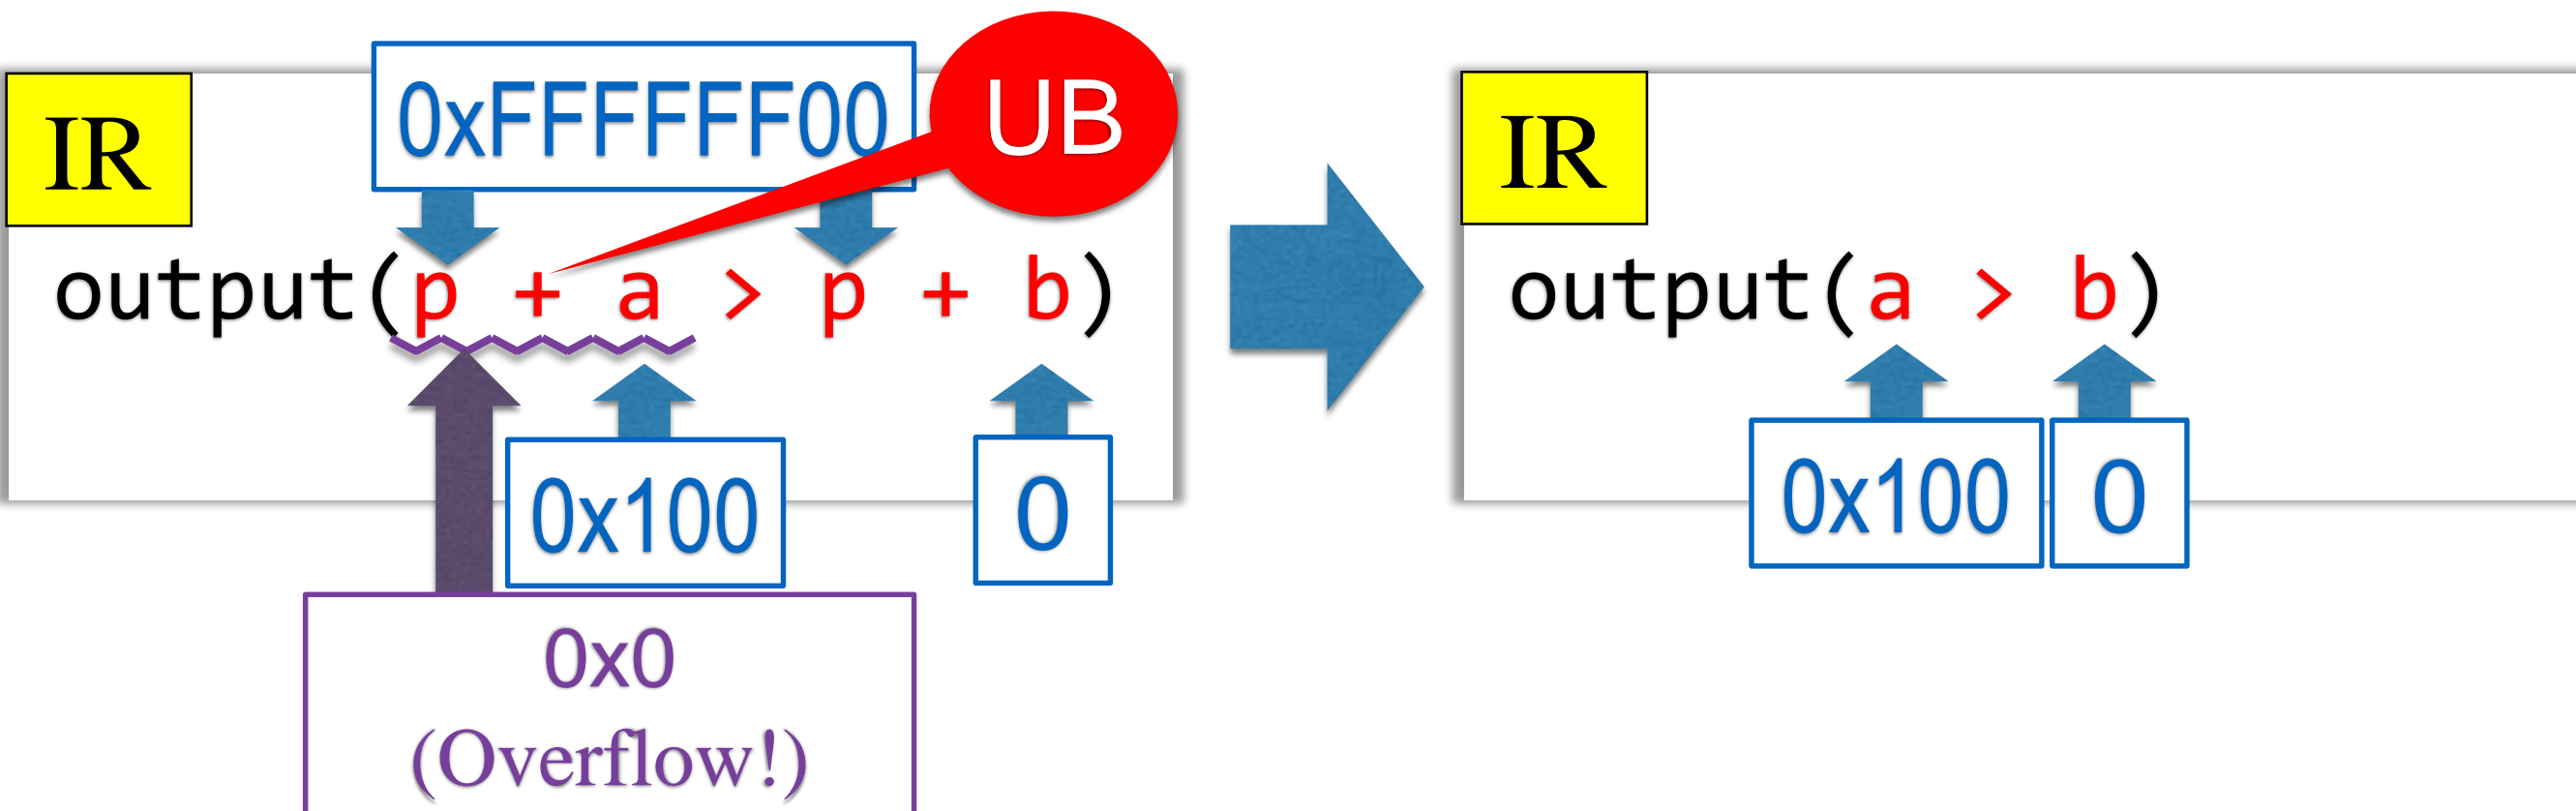 IR
0xFFFFFF00
UB
output(p + a > p + b)
0x100
0
0x0
(Overflow!)
IR
output(a > b)
0x100
0